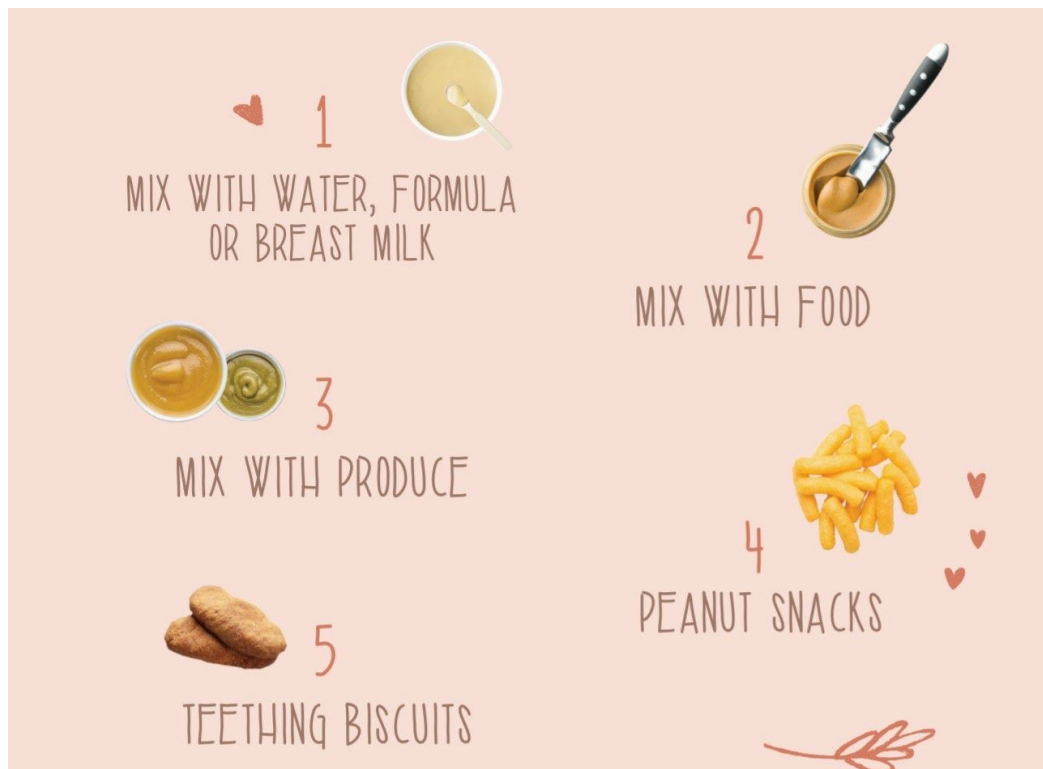 1
MIX WITH WATER, FORMULA
OR BREAST MILK
2
MIX WITH FOOD
3
MIX WITH PRODUCE
4
PEANUT SNACKS
5
TEETHING BISCUITS